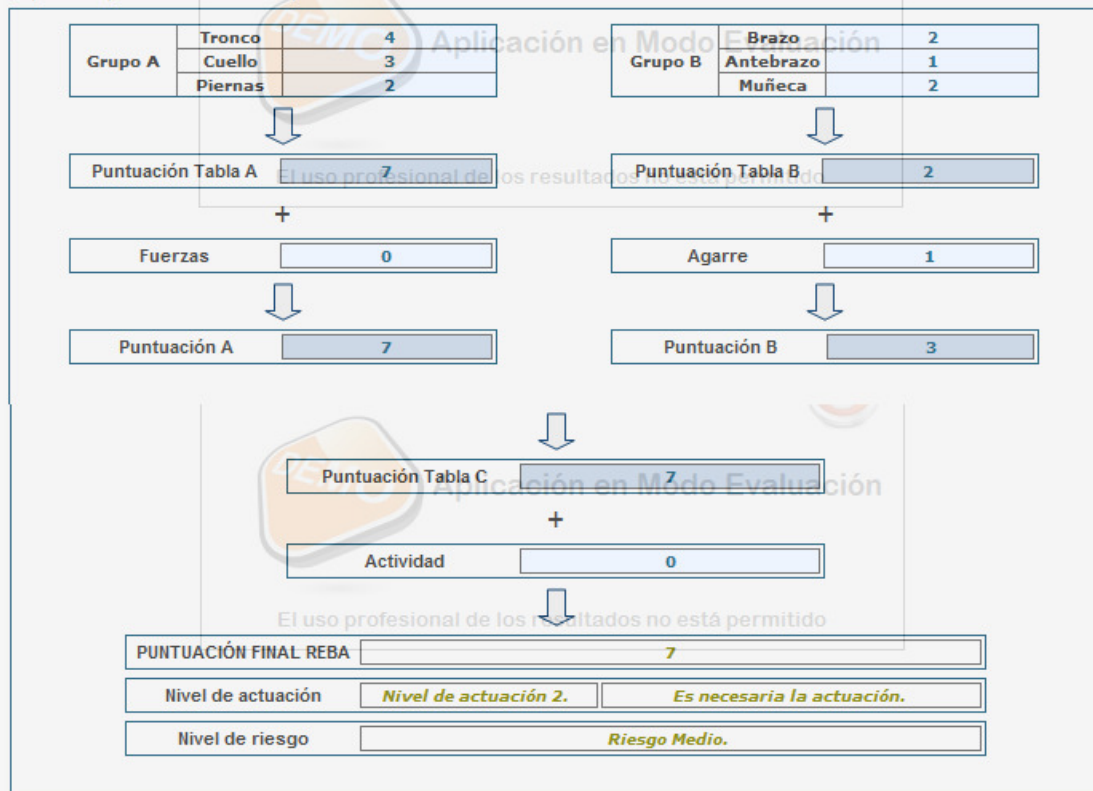 Grupo A Tronco 4
Cuello 3
Piernas 2
Grupo B Brazo 2
Antebrazo 1
Muñeca 2
DEMO Aplicación en Modo Evaluación
Puntuación Tabla A 7
Puntuación Tabla B 2
El uso profesional de los resultados no está permitido
+ +
Fuerzas 0
Agarre 1
Puntuación A 7
Puntuación B 3
Puntuación Tabla C 7
DEMO Aplicación en Modo Evaluación
+
Actividad 0
El uso profesional de los resultados no está permitido
PUNTUACIÓN FINAL REBA 7
Nivel de actuación Nivel de actuación 2. Es necesaria la actuación.
Nivel de riesgo Riesgo Medio.